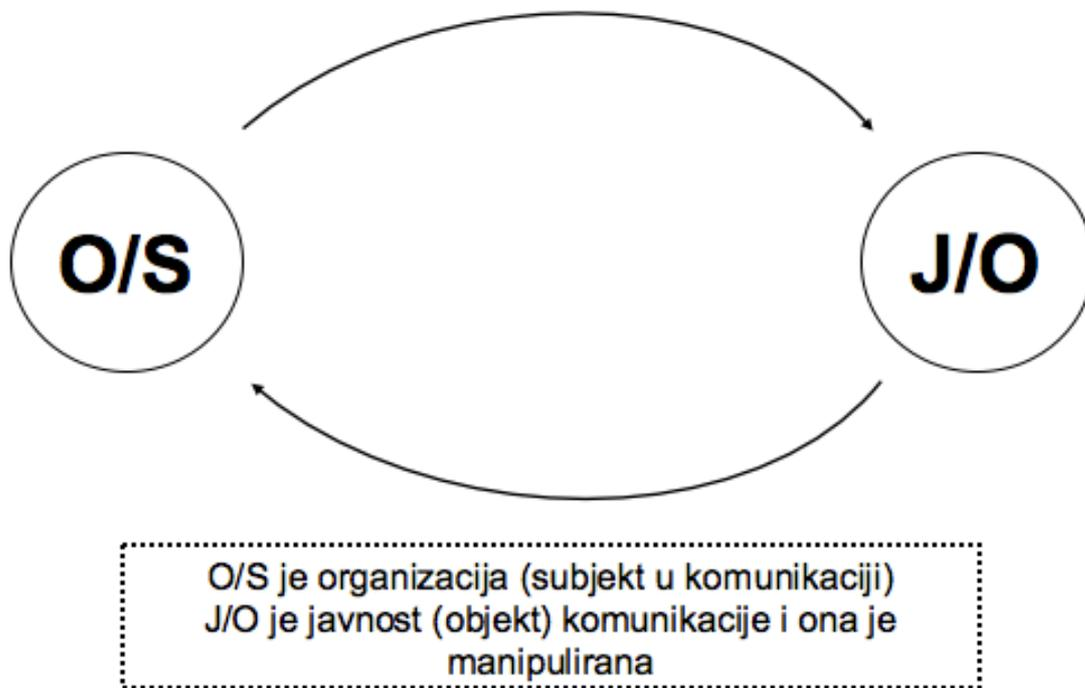 O/S
J/O
O/S je organizacija (subjekt u komunikaciji)
J/O je javnost (objekt) komunikacije i ona je
manipulirana